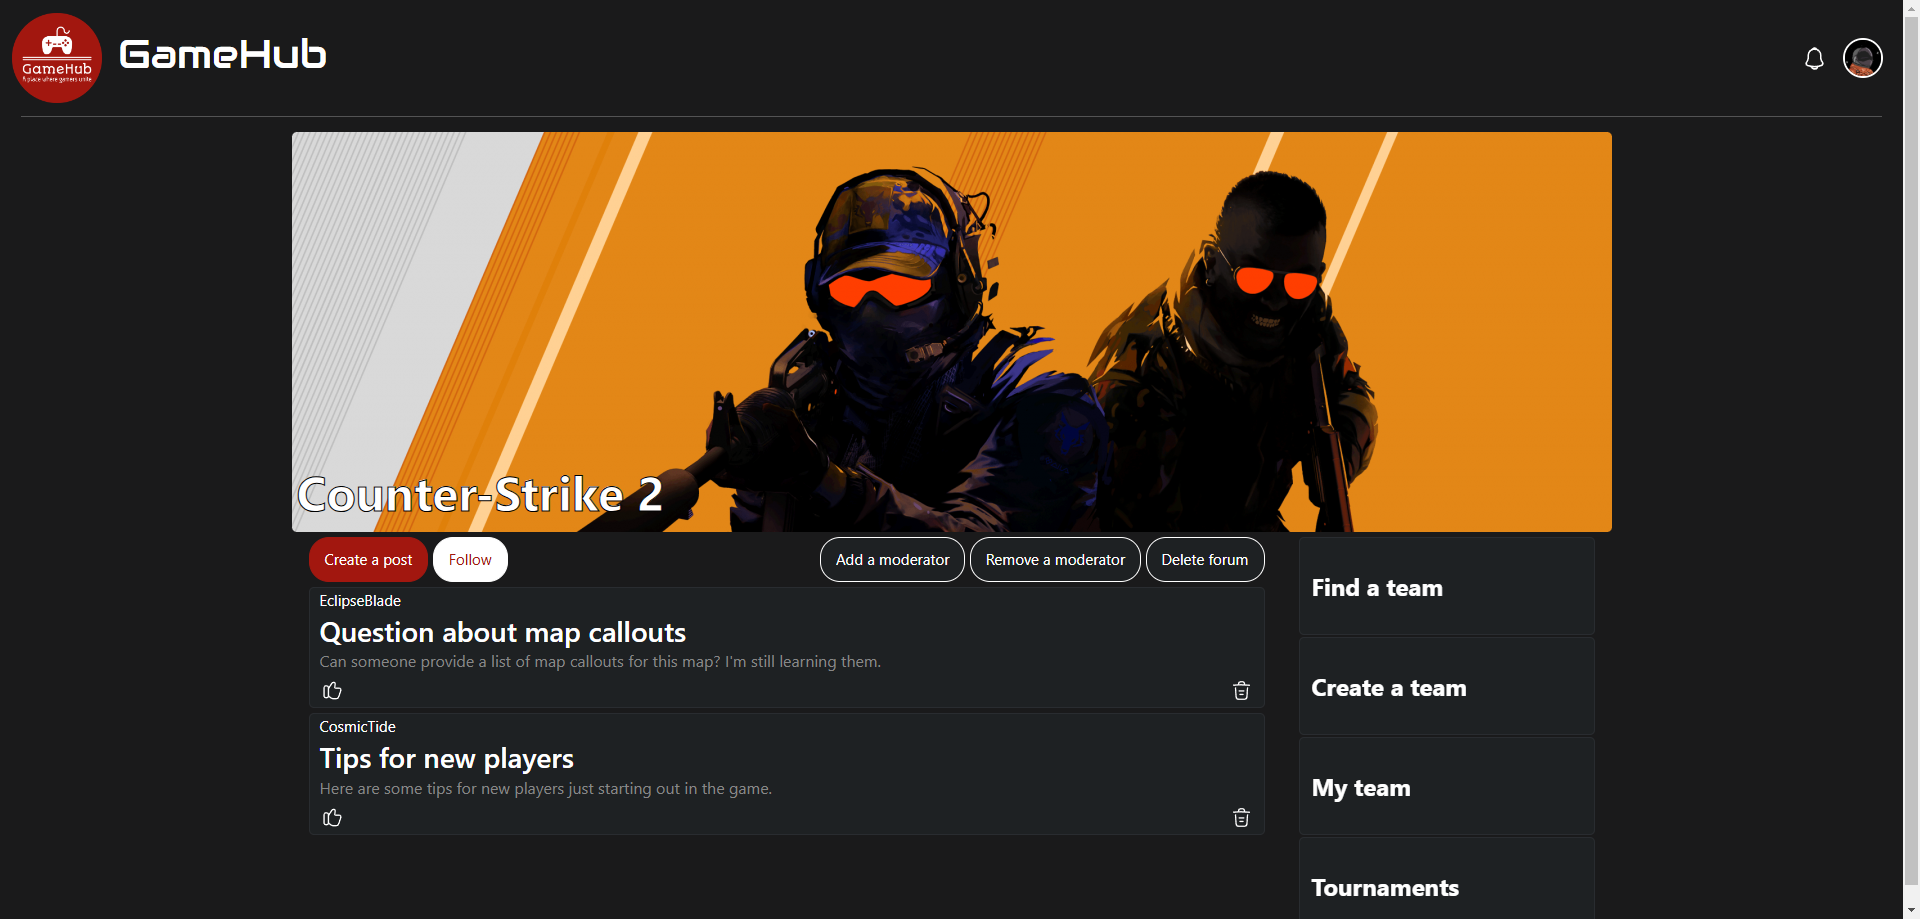 GameHub
A place where gamers unite
GameHub
Counter-Strike 2
Create a post
Follow
Add a moderator
Remove a moderator
Delete forum
EclipseBlade
Question about map callouts
Can someone provide a list of map callouts for this map? I'm still learning them.
CosmicTide
Tips for new players
Here are some tips for new players just starting out in the game.
Find a team
Create a team
My team
Tournaments